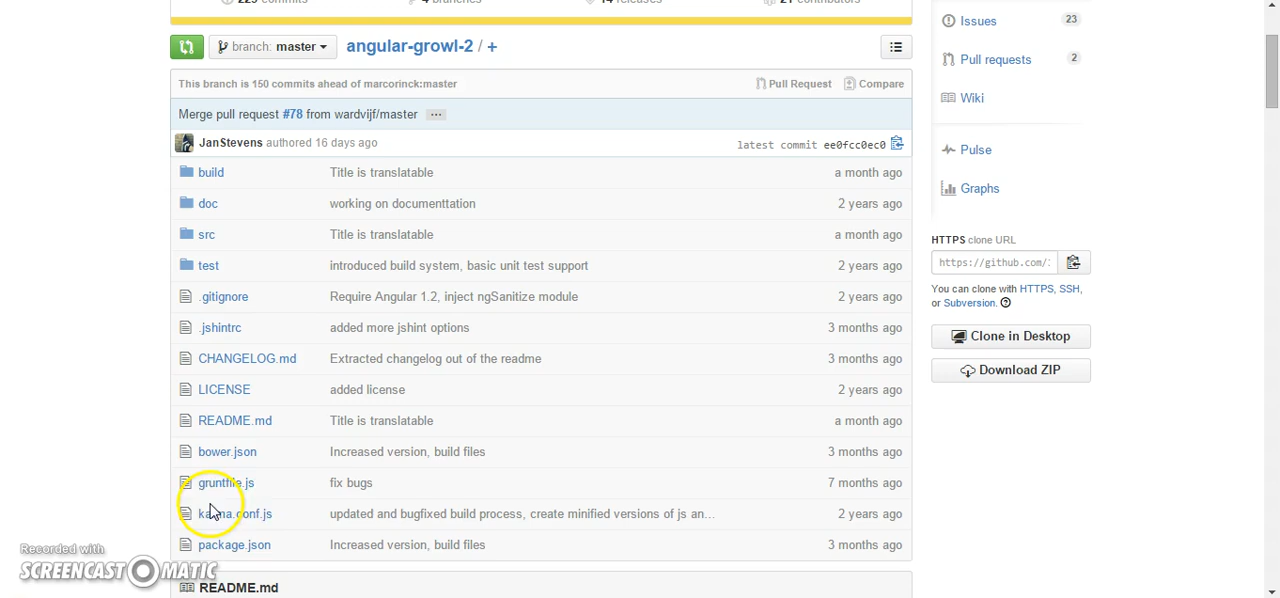 229 commits 4 branches 14 releases 21 contributors
branch: master angular-growl-2 / +
This branch is 150 commits ahead of marcorinck:master Pull Request Compare
Merge pull request #78 from wardvijf/master ...
JanStevens authored 16 days ago latest commit ee0fcc0ec0
build Title is translatable a month ago
doc working on documenttation 2 years ago
src Title is translatable a month ago
test introduced build system, basic unit test support 2 years ago
.gitignore Require Angular 1.2, inject ngSanitize module 2 years ago
.jshintrc added more jshint options 3 months ago
CHANGELOG.md Extracted changelog out of the readme 3 months ago
LICENSE added license 2 years ago
README.md Title is translatable a month ago
bower.json Increased version, build files 3 months ago
gruntfile.js fix bugs 7 months ago
karma.conf.js updated and bugfixed build process, create minified versions of js an... 2 years ago
package.json Increased version, build files 3 months ago
README.md
Issues 23
Pull requests 2
Wiki
Pulse
Graphs
HTTPS clone URL
https://github.com/
You can clone with HTTPS, SSH,
or Subversion.
Clone in Desktop
Download ZIP
Recorded with
SCREENCAST-O-MATIC